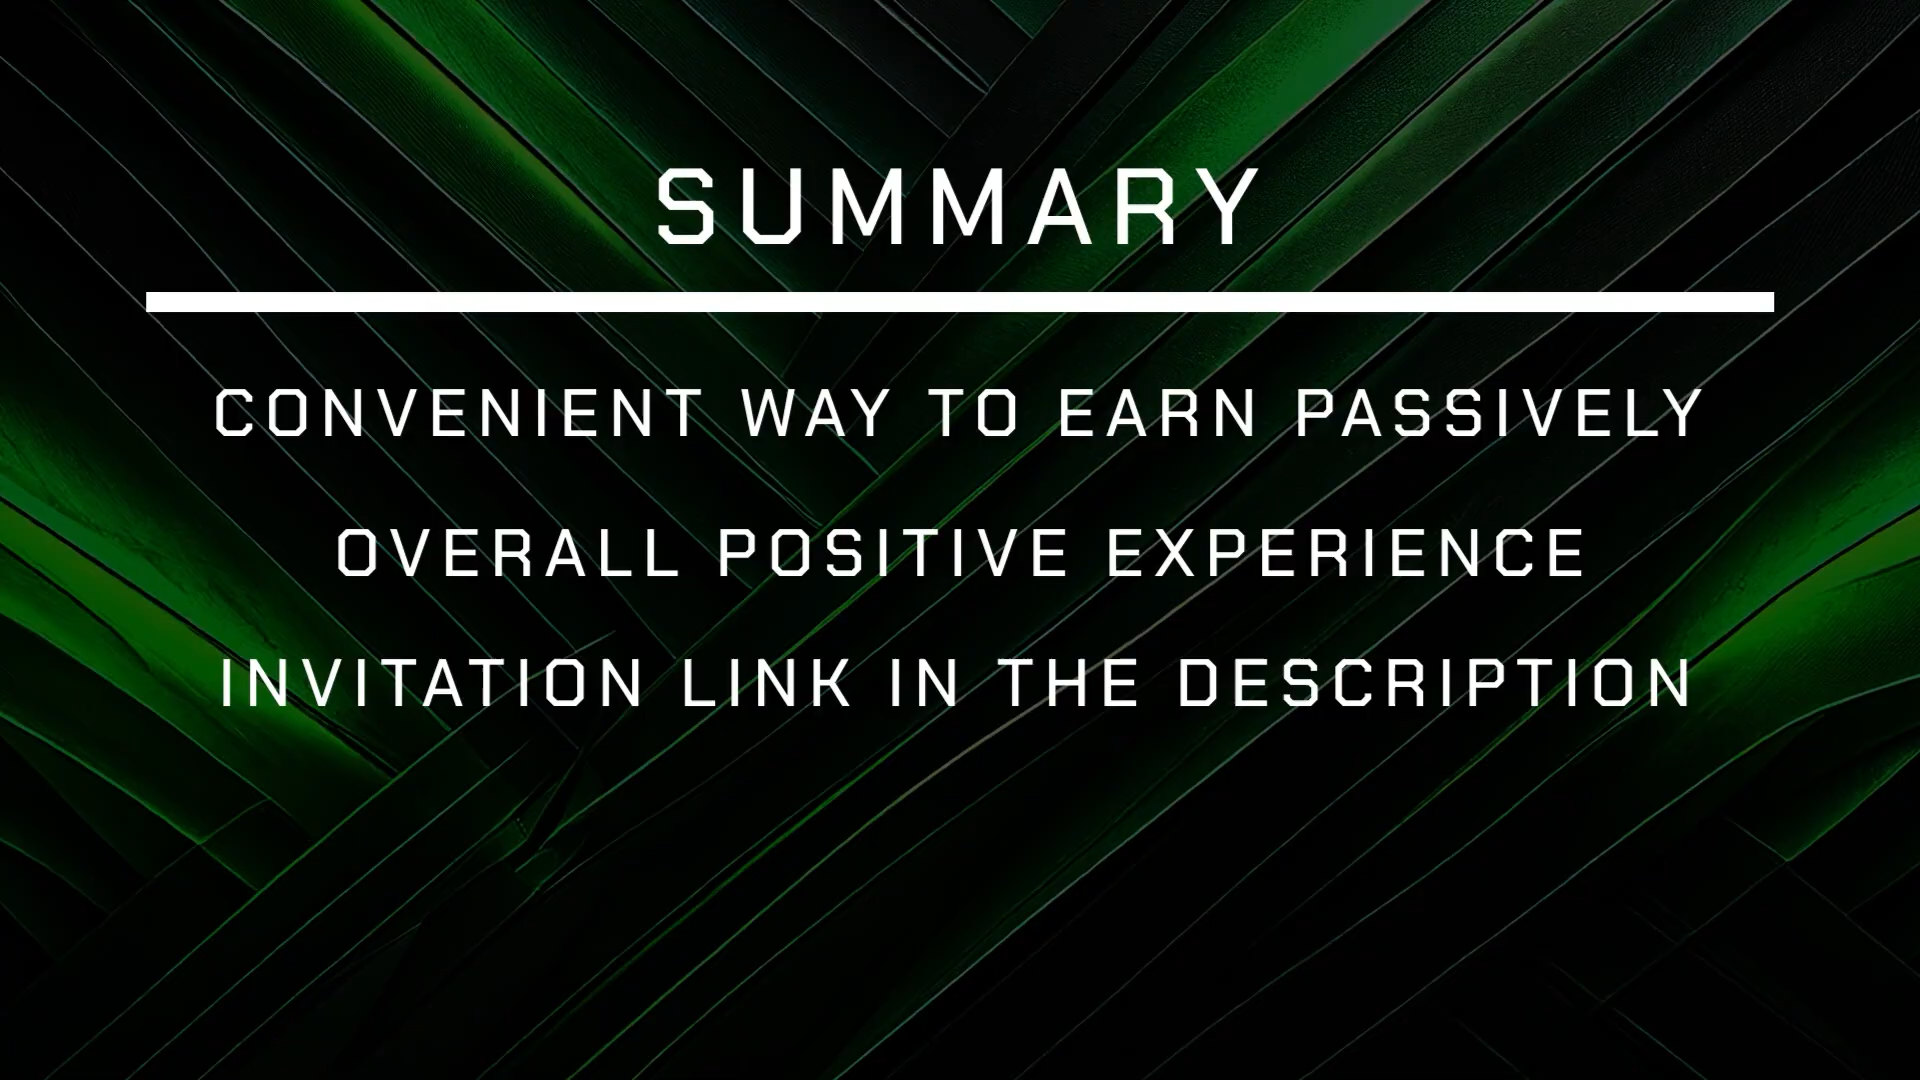 SUMMARY
CONVENIENT WAY TO EARN PASSIVELY
OVERALL POSITIVE EXPERIENCE
INVITATION LINK IN THE DESCRIPTION